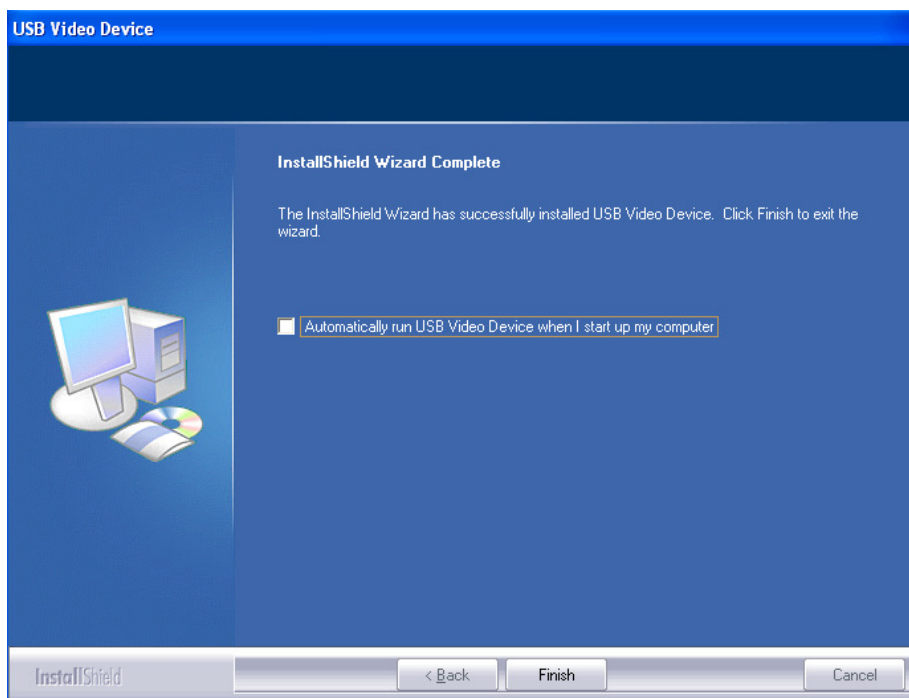 USB Video Device
InstallShield Wizard Complete
The InstallShield Wizard has successfully installed USB Video Device. Click Finish to exit the
wizard.
Automatically run USB Video Device when I start up my computer
InstallShield
< Back
Finish
Cancel